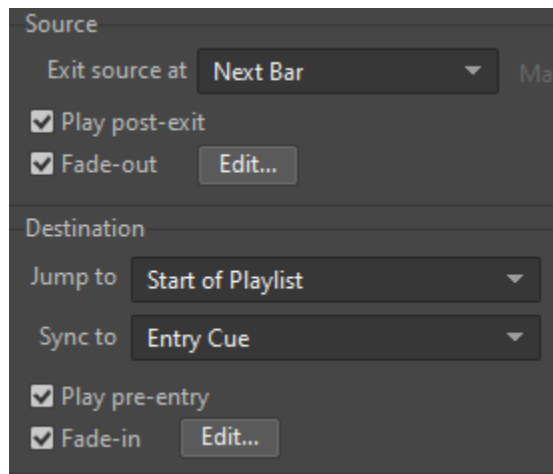 Source
Exit source at Next Bar Ma
Play post-exit
Fade-out Edit...
Destination
Jump to Start of Playlist
Sync to Entry Cue
Play pre-entry
Fade-in Edit...